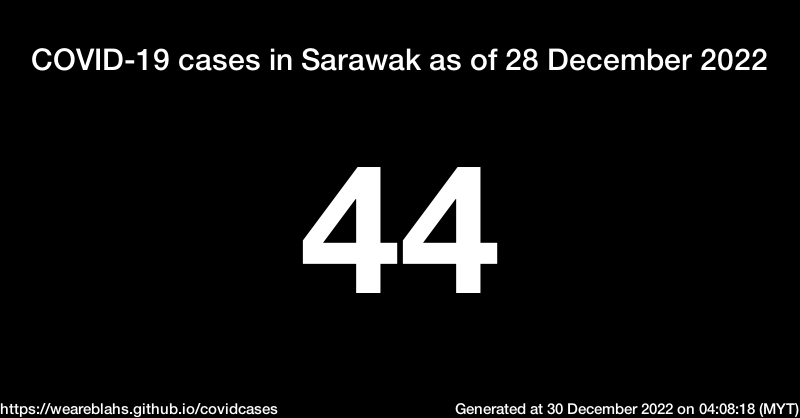 COVID-19 cases in Sarawak as of 28 December 2022
44
https://weareblahs.github.io/covidcases
Generated at 30 December 2022 on 04:08:18 (MYT)